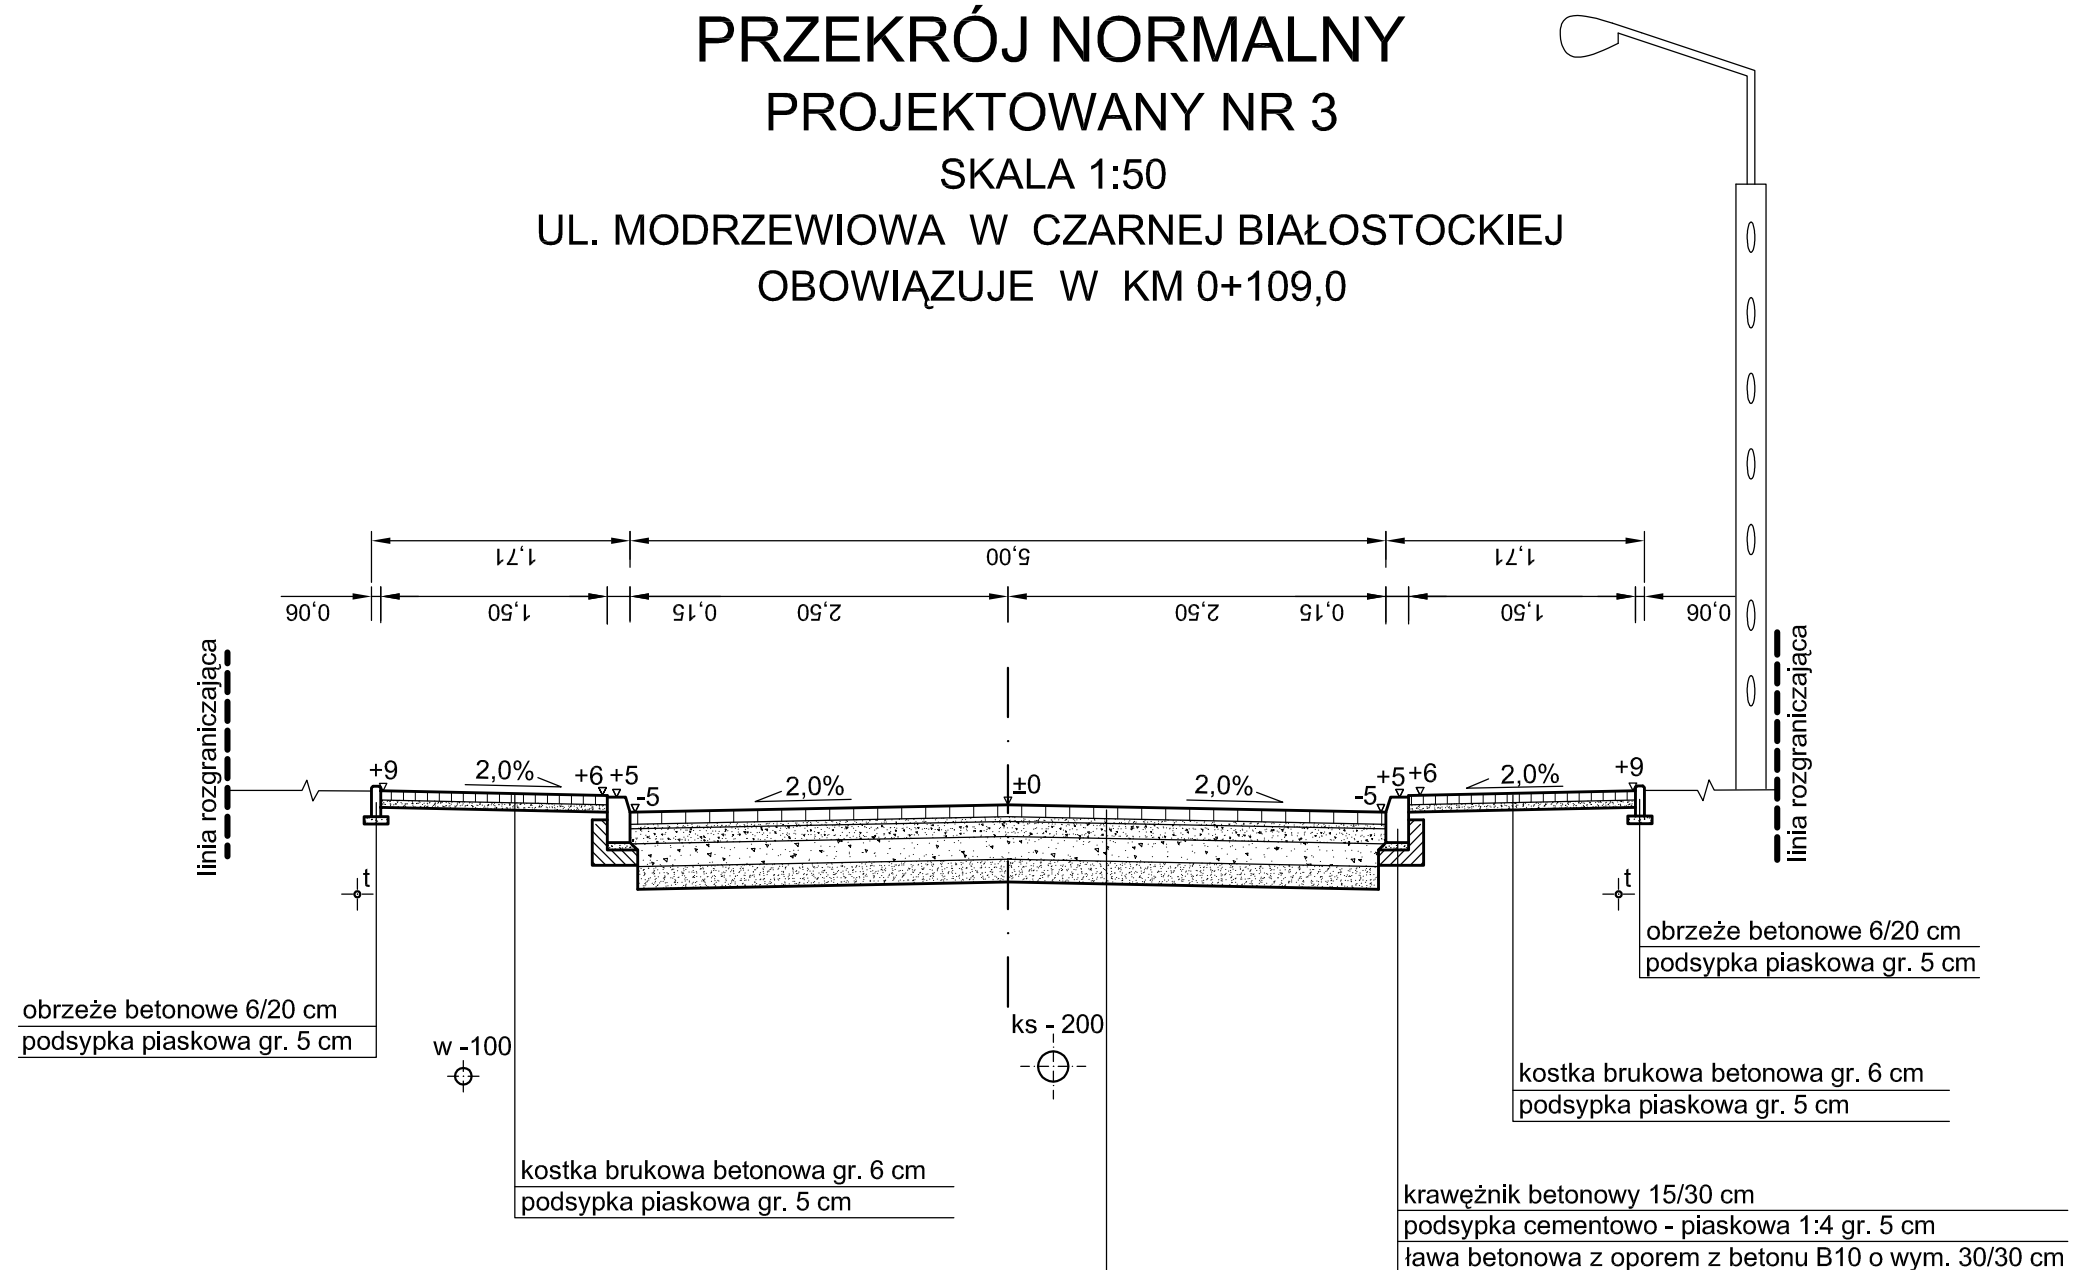 PRZEKRÓJ NORMALNY
PROJEKTOWANY NR 3
SKALA 1:50
UL. MODRZEWIOWA W CZARNEJ BIAŁOSTOCKIEJ
OBOWIĄZUJE W KM 0+109,0
1,71
5,00
1,71
0,06
1,50
0,15
2,50
2,50
0,15
1,50
0,06
linia rozgraniczająca
linia rozgraniczająca
+9
2,0%
+6
+5
-5
2,0%
±0
2,0%
-5
+5
+6
2,0%
+9
t
t
obrzeże betonowe 6/20 cm
podsypka piaskowa gr. 5 cm
obrzeże betonowe 6/20 cm
podsypka piaskowa gr. 5 cm
w -100
ks - 200
kostka brukowa betonowa gr. 6 cm
podsypka piaskowa gr. 5 cm
kostka brukowa betonowa gr. 6 cm
podsypka piaskowa gr. 5 cm
krawężnik betonowy 15/30 cm
podsypka cementowo - piaskowa 1:4 gr. 5 cm
ława betonowa z oporem z betonu B10 o wym. 30/30 cm